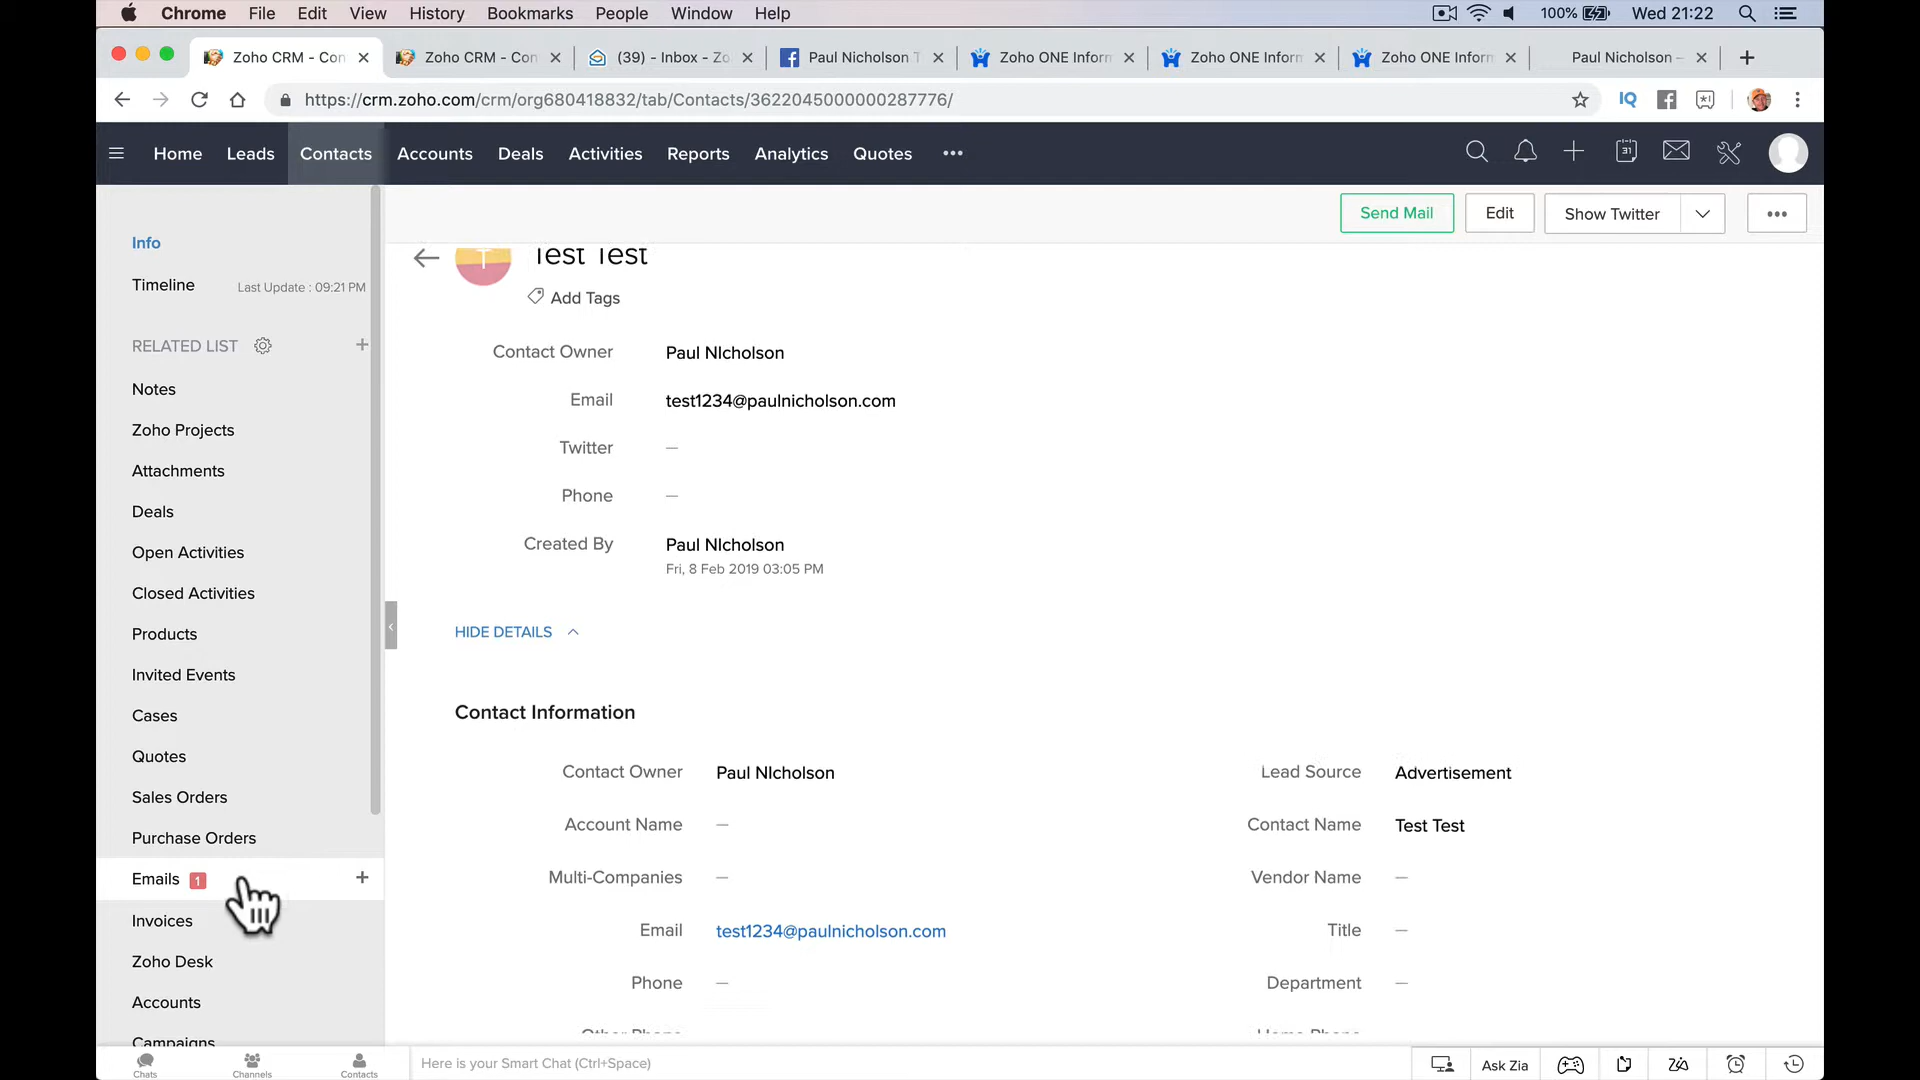 Chrome File Edit View History Bookmarks People Window Help 100% Wed 21:22
Zoho CRM - Con Zoho CRM - Con (39) - Inbox - Zo Paul Nicholson T Zoho ONE Inform Zoho ONE Inform Zoho ONE Inform Paul Nicholson –
https://crm.zoho.com/crm/org680418832/tab/Contacts/3622045000000287776/ IQ
Home Leads Contacts Accounts Deals Activities Reports Analytics Quotes ••• 31
Send Mail Edit Show Twitter •••
Info
Timeline Last Update : 09:21 PM
RELATED LIST +
Notes
Zoho Projects
Attachments
Deals
Open Activities
Closed Activities
Products
Invited Events
Cases
Quotes
Sales Orders
Purchase Orders
Emails 1 +
Invoices
Zoho Desk
Accounts
Campaigns
T Test Test
Add Tags
Contact Owner Paul NIcholson
Email test1234@paulnicholson.com
Twitter —
Phone —
Created By Paul NIcholson
Fri, 8 Feb 2019 03:05 PM
HIDE DETAILS
Contact Information
Contact Owner Paul NIcholson Lead Source Advertisement
Account Name — Contact Name Test Test
Multi-Companies — Vendor Name —
Email test1234@paulnicholson.com Title —
Phone — Department —
Other Phone Home Phone
Chats Channels Contacts Here is your Smart Chat (Ctrl+Space) Ask Zia